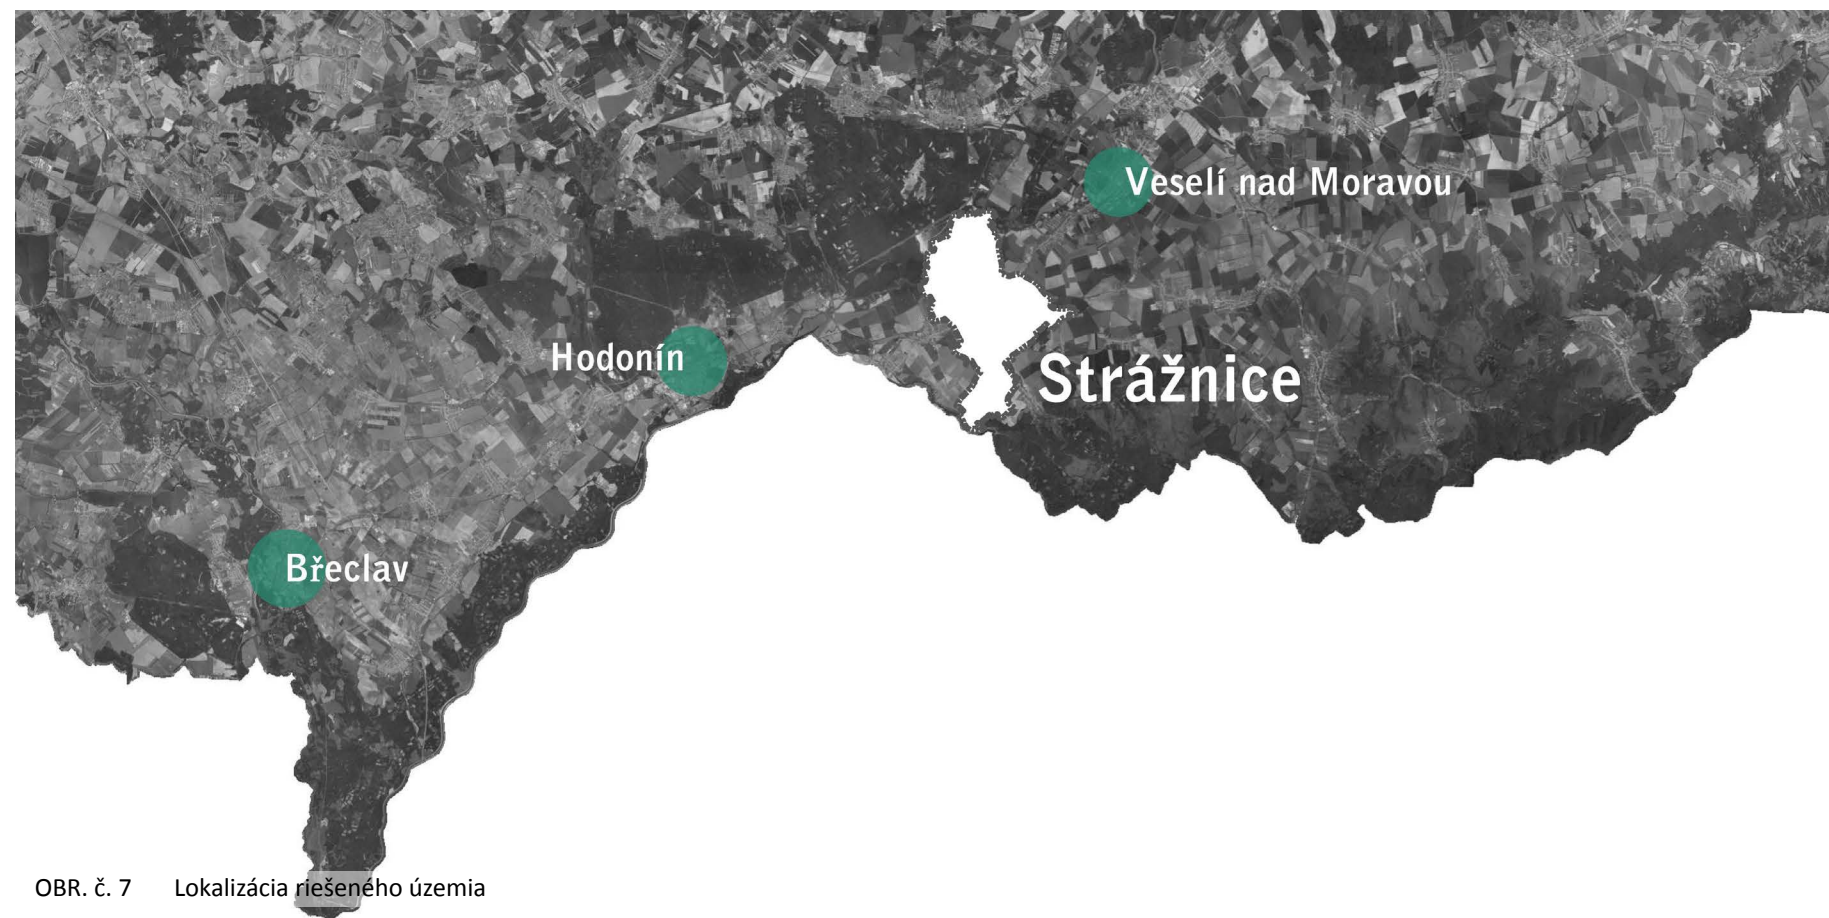 Veselí nad Moravou
Hodonín
Strážnice
Břeclav
OBR. č. 7 Lokalizácia riešeného územia